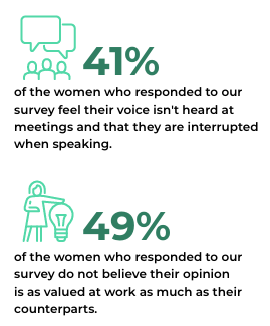 41%
of the women who responded to our
survey feel their voice isn't heard at
meetings and that they are interrupted
when speaking.
49%
of the women who responded to our
survey do not believe their opinion
is as valued at work as much as their
counterparts.